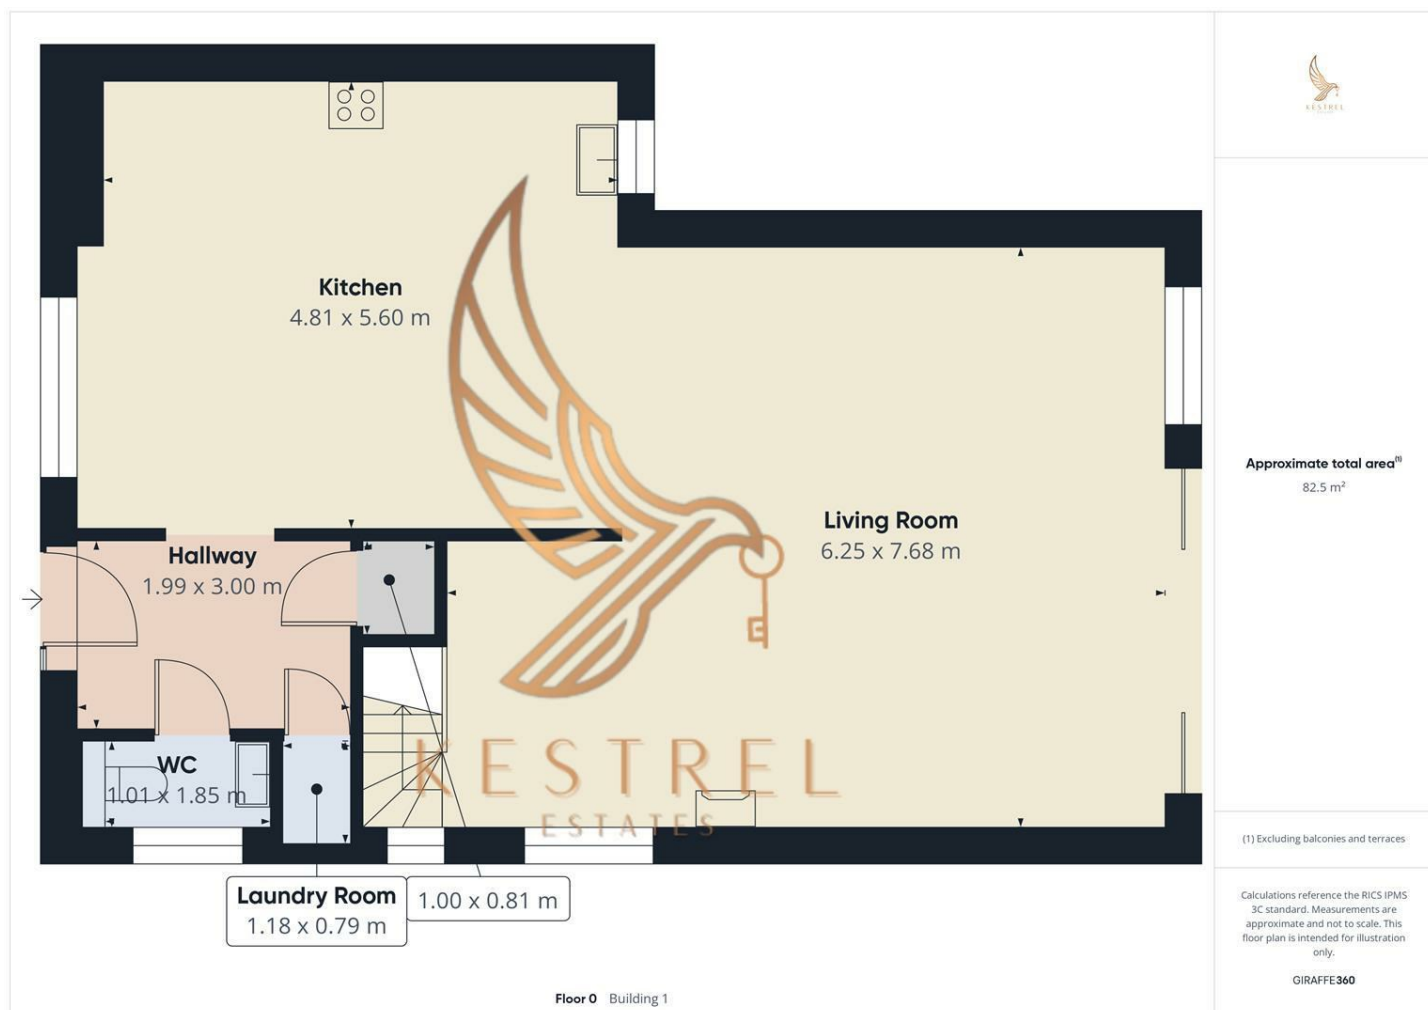 Kitchen
4.81 x 5.60 m
Living Room
6.25 x 7.68 m
Hallway
1.99 x 3.00 m
WC
1.01 x 1.85 m
KESTREL
ESTATES
Laundry Room
1.18 x 0.79 m
1.00 x 0.81 m
Floor 0 Building 1
KESTREL
Approximate total area(1)
82.5 m²
(1) Excluding balconies and terraces
Calculations reference the RICS IPMS
3C standard. Measurements are
approximate and not to scale. This
floor plan is intended for illustration
only.
GIRAFFE360